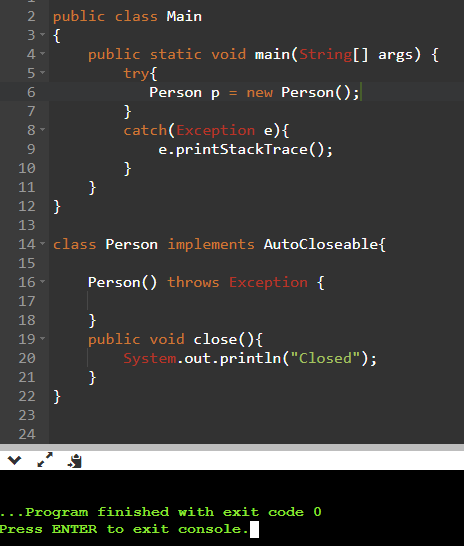 2 public class Main
3 {
4 public static void main(String[] args) {
5 try{
6 Person p = new Person();
7 }
8 catch(Exception e){
9 e.printStackTrace();
10 }
11 }
12 }
13
14 class Person implements AutoCloseable{
15
16 Person() throws Exception {
17
18 }
19 public void close(){
20 System.out.println("Closed");
21 }
22 }
23
24
...Program finished with exit code 0
Press ENTER to exit console.